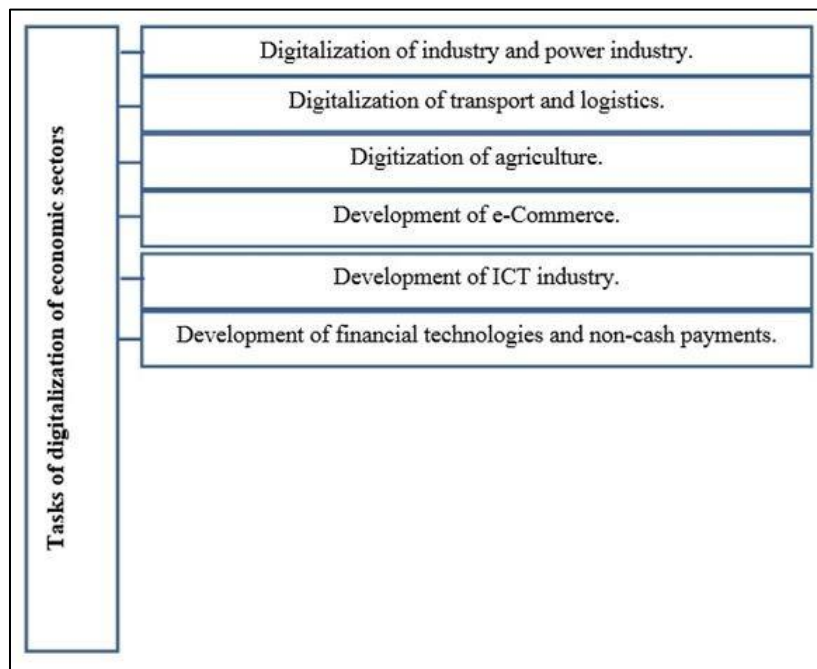 Tasks of digitalization of economic sectors
Digitalization of industry and power industry.
Digitalization of transport and logistics.
Digitization of agriculture.
Development of e-Commerce.
Development of ICT industry.
Development of financial technologies and non-cash payments.